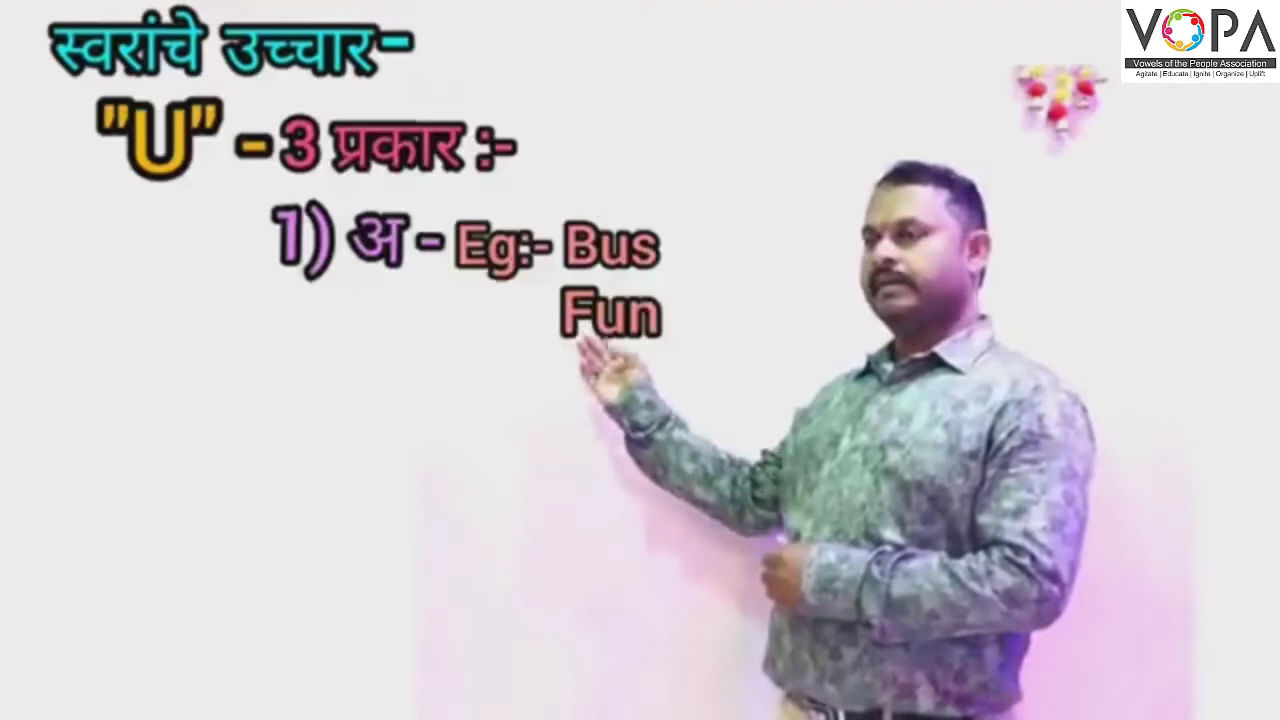 स्वरांचे उच्चार-
"U" - 3 प्रकार :-
1) अ - Eg:- Bus
Fun
VOPA
Vowels of the People Association
Agitate | Educate | Ignite | Organize | Uplift